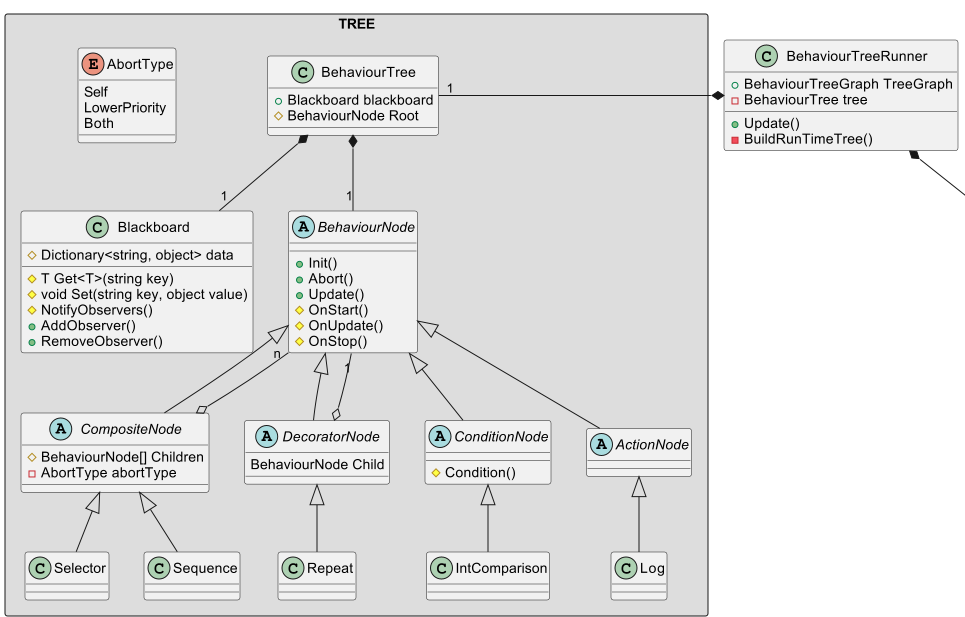 TREE
E AbortType
Self
LowerPriority
Both
C BehaviourTree
Blackboard blackboard
BehaviourNode Root
1
C BehaviourTreeRunner
BehaviourTreeGraph TreeGraph
BehaviourTree tree
Update()
BuildRunTimeTree()
1
1
C Blackboard
Dictionary<string, object> data
T Get<T>(string key)
void Set(string key, object value)
NotifyObservers()
AddObserver()
RemoveObserver()
A BehaviourNode
Init()
Abort()
Update()
OnStart()
OnUpdate()
OnStop()
n
1
A CompositeNode
BehaviourNode[] Children
AbortType abortType
A DecoratorNode
BehaviourNode Child
A ConditionNode
Condition()
A ActionNode
C Selector
C Sequence
C Repeat
C IntComparison
C Log